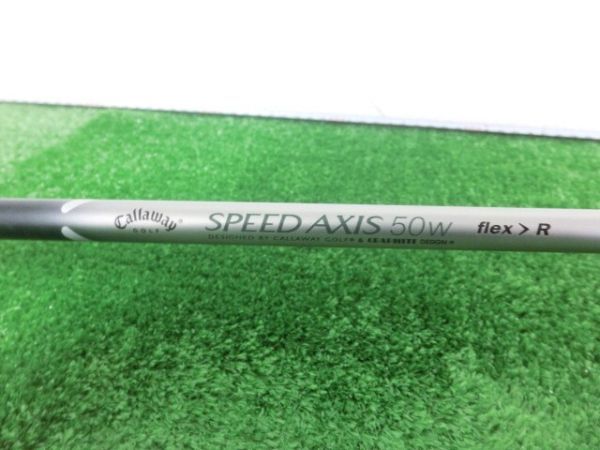 Callaway®
GOLF
SPEED AXIS 50w
flex > R
DESIGNED BY CALLAWAY GOLF® & GRAPHITE DESIGN®